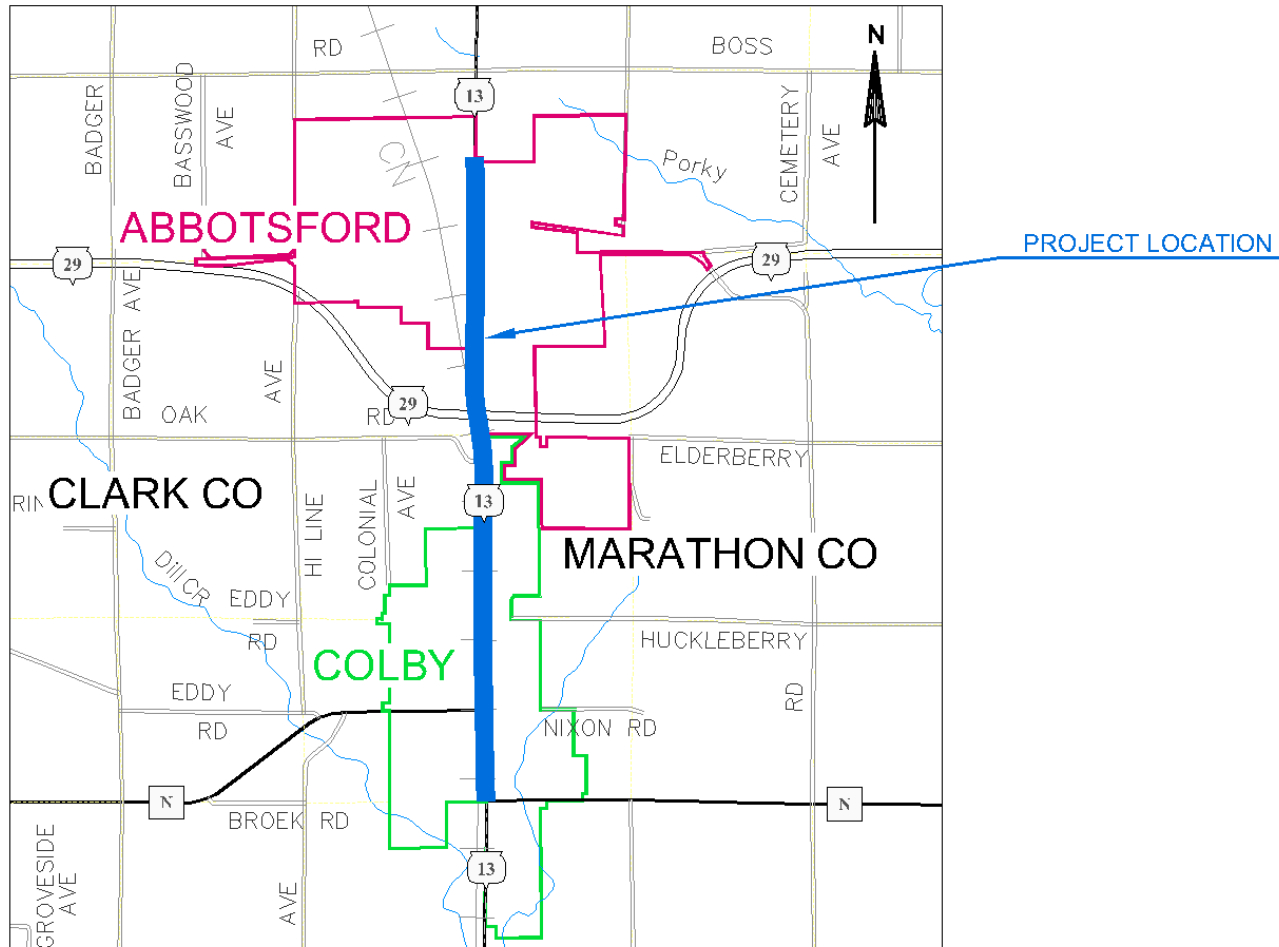 RD
BOSS
N
13
BADGER
BASSWOOD
AVE
CEMETERY
AVE
CN
Porky
ABBOTSFORD
PROJECT LOCATION
29
29
BADGER AVE
AVE
29
OAK
RD
ELDERBERRY
CLARK CO
HI LINE
COLONIAL
AVE
13
MARATHON CO
Dill CR
EDDY
RD
HUCKLEBERRY
COLBY
EDDY
RD
NIXON RD
RD
N
N
BROEK RD
GROVESIDE
AVE
AVE
13